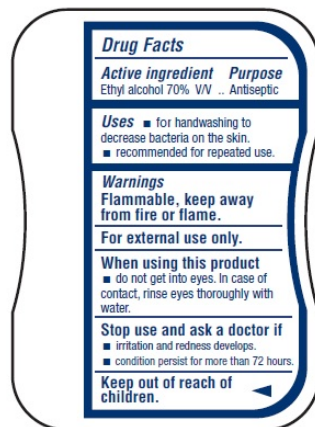 Drug Facts
Active ingredient Purpose
Ethyl alcohol 70% V/V .. Antiseptic
Uses ▪ for handwashing to
decrease bacteria on the skin.
▪ recommended for repeated use.
Warnings
Flammable, keep away
from fire or flame.
For external use only.
When using this product
▪ do not get into eyes. In case of
contact, rinse eyes thoroughly with
water.
Stop use and ask a doctor if
▪ irritation and redness develops.
▪ condition persist for more than 72 hours.
Keep out of reach of
children.